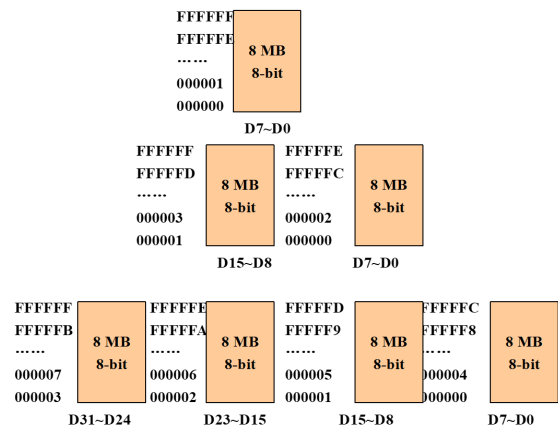 FFFFFF
FFFFFE
……
000001
000000
8 MB
8-bit
D7~D0
FFFFFF
FFFFFD
……
000003
000001
8 MB
8-bit
D15~D8
FFFFFE
FFFFFC
……
000002
000000
8 MB
8-bit
D7~D0
FFFFFF
FFFFFB
……
000007
000003
8 MB
8-bit
D31~D24
FFFFFE
FFFFFA
……
000006
000002
8 MB
8-bit
D23~D15
FFFFFD
FFFFF9
……
000005
000001
8 MB
8-bit
D15~D8
FFFFFC
FFFFF8
……
000004
000000
8 MB
8-bit
D7~D0